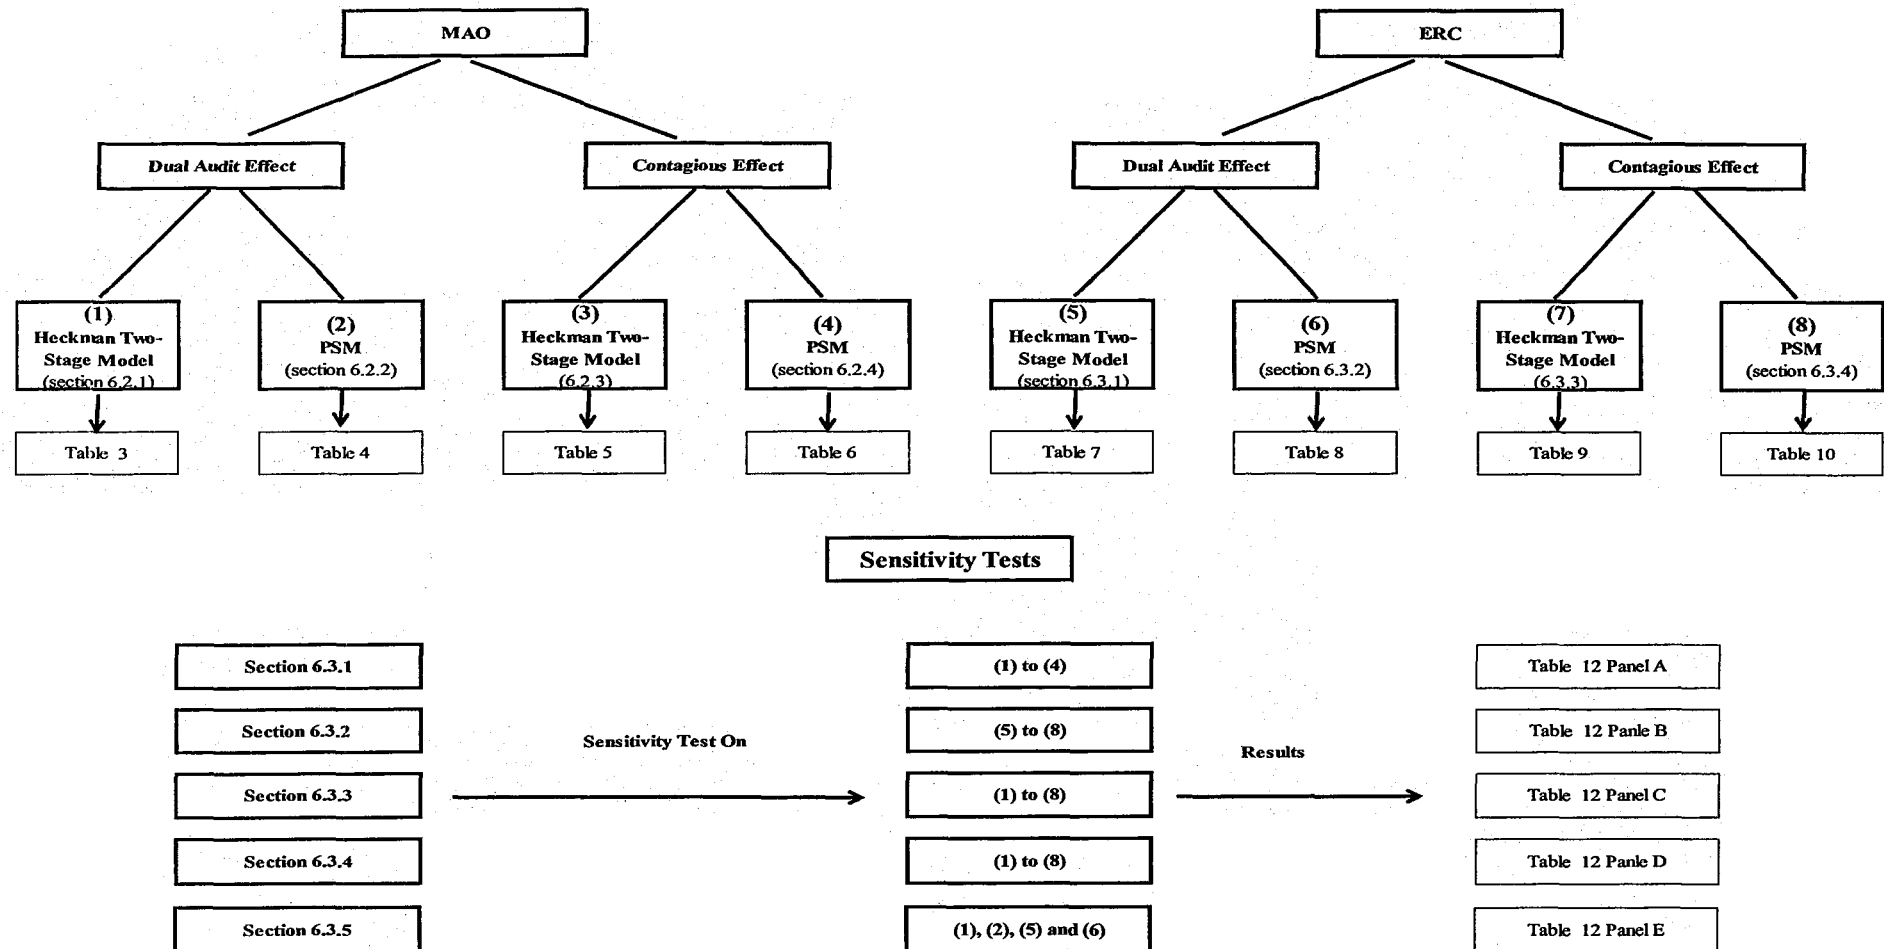 MAO
ERC
Dual Audit Effect
Contagious Effect
Dual Audit Effect
Contagious Effect
(1)
Heckman Two-
Stage Model
(section 6.2.1)
(2)
PSM
(section 6.2.2)
(3)
Heckman Two-
Stage Model
(6.2.3)
(4)
PSM
(section 6.2.4)
(5)
Heckman Two-
Stage Model
(section 6.3.1)
(6)
PSM
(section 6.3.2)
(7)
Heckman Two-
Stage Model
(6.3.3)
(8)
PSM
(section 6.3.4)
Table 3
Table 4
Table 5
Table 6
Table 7
Table 8
Table 9
Table 10
Sensitivity Tests
Section 6.3.1
(1) to (4)
Table 12 Panel A
Section 6.3.2
(5) to (8)
Table 12 Panle B
Sensitivity Test On
Results
Section 6.3.3
(1) to (8)
Table 12 Panel C
Section 6.3.4
(1) to (8)
Table 12 Panle D
Section 6.3.5
(1), (2), (5) and (6)
Table 12 Panel E